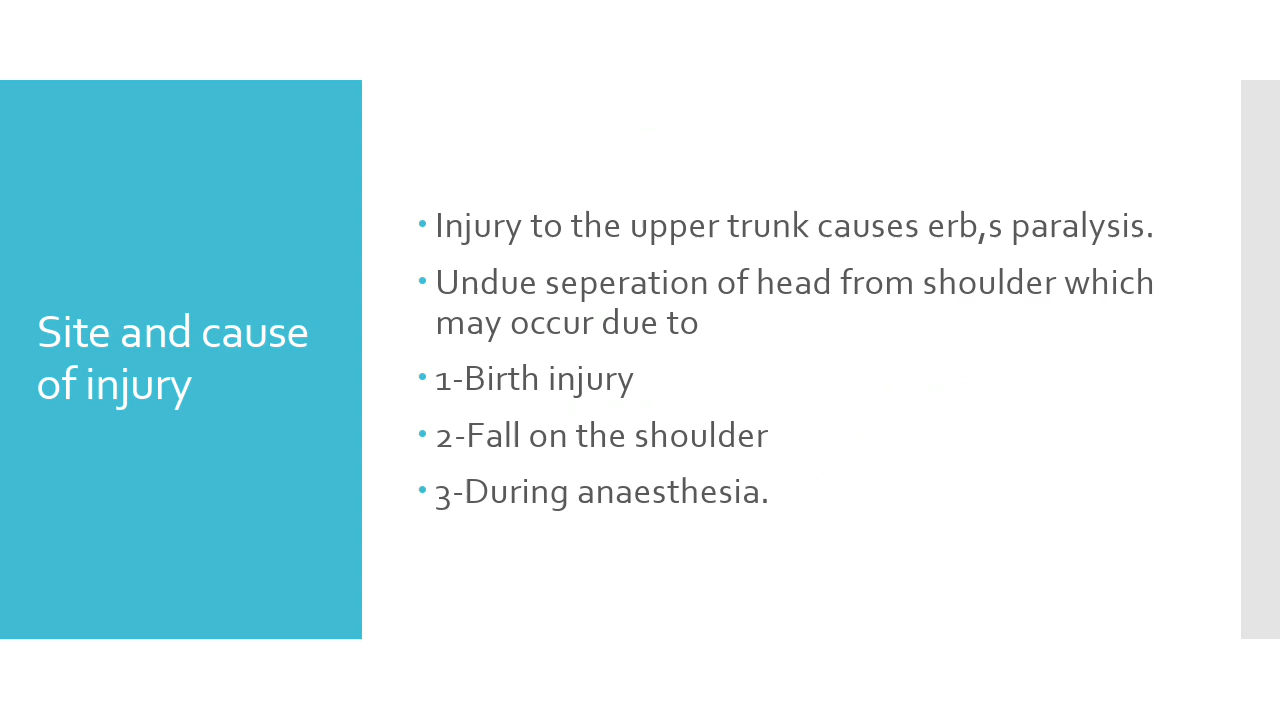 Site and cause
of injury
• Injury to the upper trunk causes erb,s paralysis.
• Undue seperation of head from shoulder which
may occur due to
• 1-Birth injury
• 2-Fall on the shoulder
• 3-During anaesthesia.